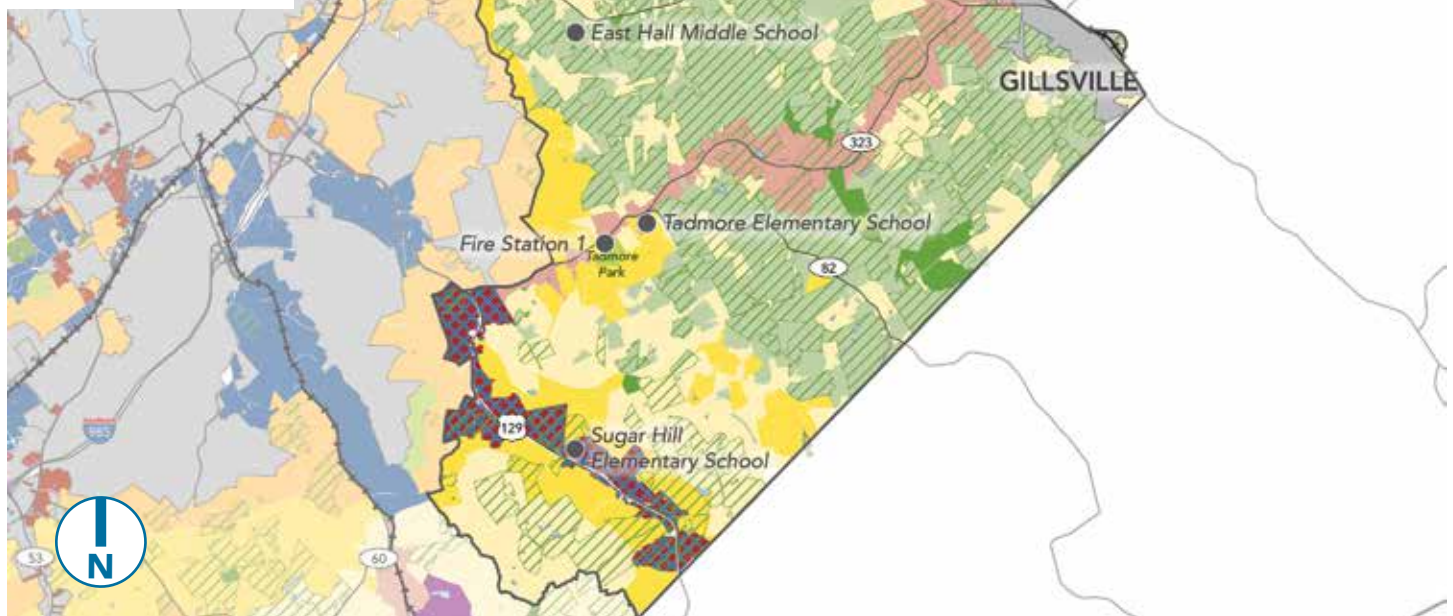 East Hall Middle School
GILLSVILLE
323
Tadmore Elementary School
Fire Station 1
Tadmore
Park
82
129
Sugar Hill
Elementary School
985
N
53
60